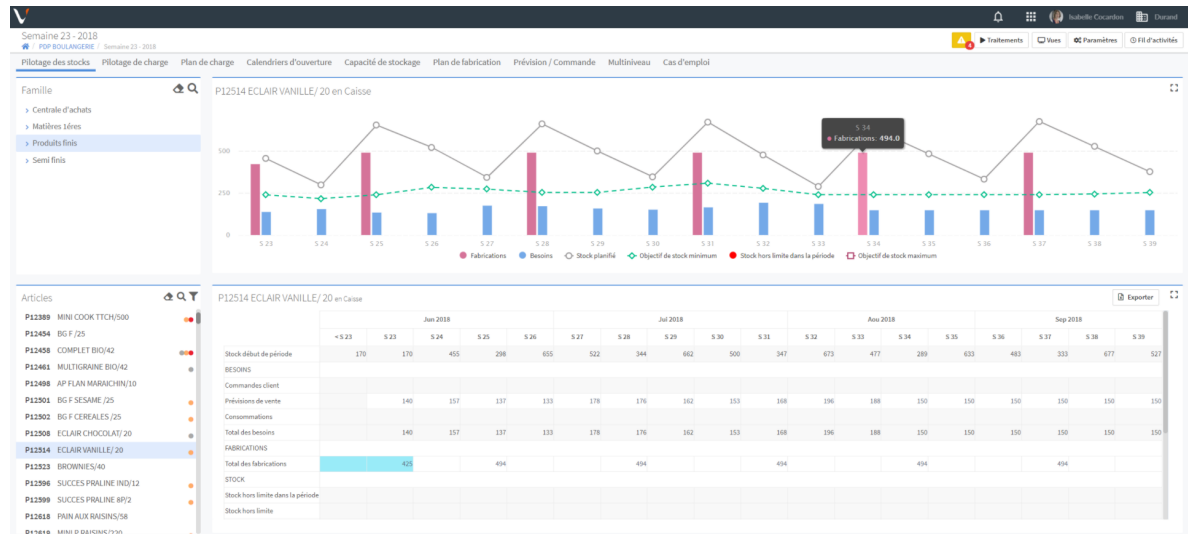 Isabelle Cocardon Durand
Semaine 23 - 2018
PDP BOULANGERIE / Semaine 23 - 2018
4 Traitements Vues Paramètres Fil d'activités
Pilotage des stocks Pilotage de charge Plan de charge Calendriers d'ouverture Capacité de stockage Plan de fabrication Prévision / Commande Multiniveau Cas d'emploi
Famille
> Centrale d'achats
> Matières 1éres
> Produits finis
> Semi finis
P12514 ECLAIR VANILLE/ 20 en Caisse
S 34
Fabrications: 494.0
500
250
0
S 23 S 24 S 25 S 26 S 27 S 28 S 29 S 30 S 31 S 32 S 33 S 34 S 35 S 36 S 37 S 38 S 39
Fabrications Besoins Stock planifié Objectif de stock minimum Stock hors limite dans la période Objectif de stock maximum
Articles
P12389 MINI COOK TTCH/500
P12454 BG F /25
P12458 COMPLET BIO/42
P12461 MULTIGRAINE BIO/42
P12498 AP FLAN MARAICHIN/10
P12501 BG F SESAME /25
P12502 BG F CEREALES /25
P12508 ECLAIR CHOCOLAT/ 20
P12514 ECLAIR VANILLE/ 20
P12523 BROWNIES/40
P12596 SUCCES PRALINE IND/12
P12599 SUCCES PRALINE 8P/2
P12618 PAIN AUX RAISINS/58
P12619 MINI P RAISINS/220
P12514 ECLAIR VANILLE/ 20 en Caisse
Exporter
Jun 2018 Jul 2018 Aou 2018 Sep 2018
< S 23 S 23 S 24 S 25 S 26 S 27 S 28 S 29 S 30 S 31 S 32 S 33 S 34 S 35 S 36 S 37 S 38 S 39
Stock début de période 170 170 455 298 655 522 344 662 500 347 673 477 289 633 483 333 677 527
BESOINS
Commandes client
Prévisions de vente 140 157 137 133 178 176 162 153 168 196 188 150 150 150 150 150 150
Consommations
Total des besoins 140 157 137 133 178 176 162 153 168 196 188 150 150 150 150 150 150
FABRICATIONS
Total des fabrications 425 494 494 494 494 494
STOCK
Stock hors limite dans la période
Stock hors limite